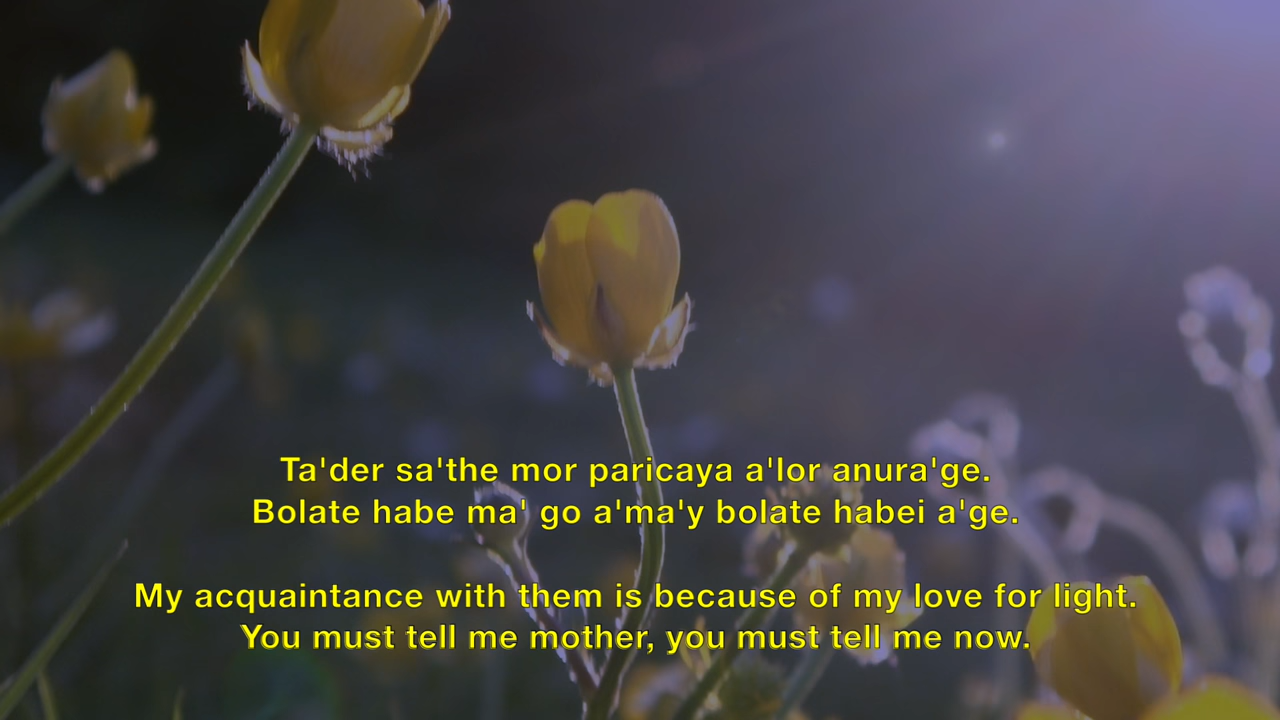 Ta'der sa'the mor paricaya a'lor anura'ge.
Bolate habe ma' go a'ma'y bolate habei a'ge.
My acquaintance with them is because of my love for light.
You must tell me mother, you must tell me now.